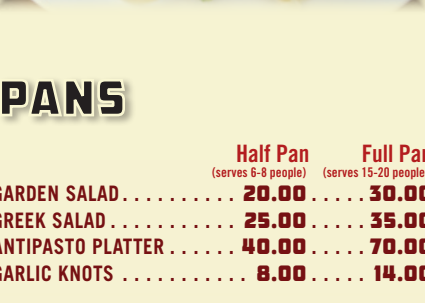 PANS
Half Pan Full Pan
(serves 6-8 people) (serves 15-20 people
GARDEN SALAD.......... 20.00..... 30.00
GREEK SALAD.......... 25.00..... 35.00
ANTIPASTO PLATTER...... 40.00..... 70.00
GARLIC KNOTS.......... 8.00..... 14.00